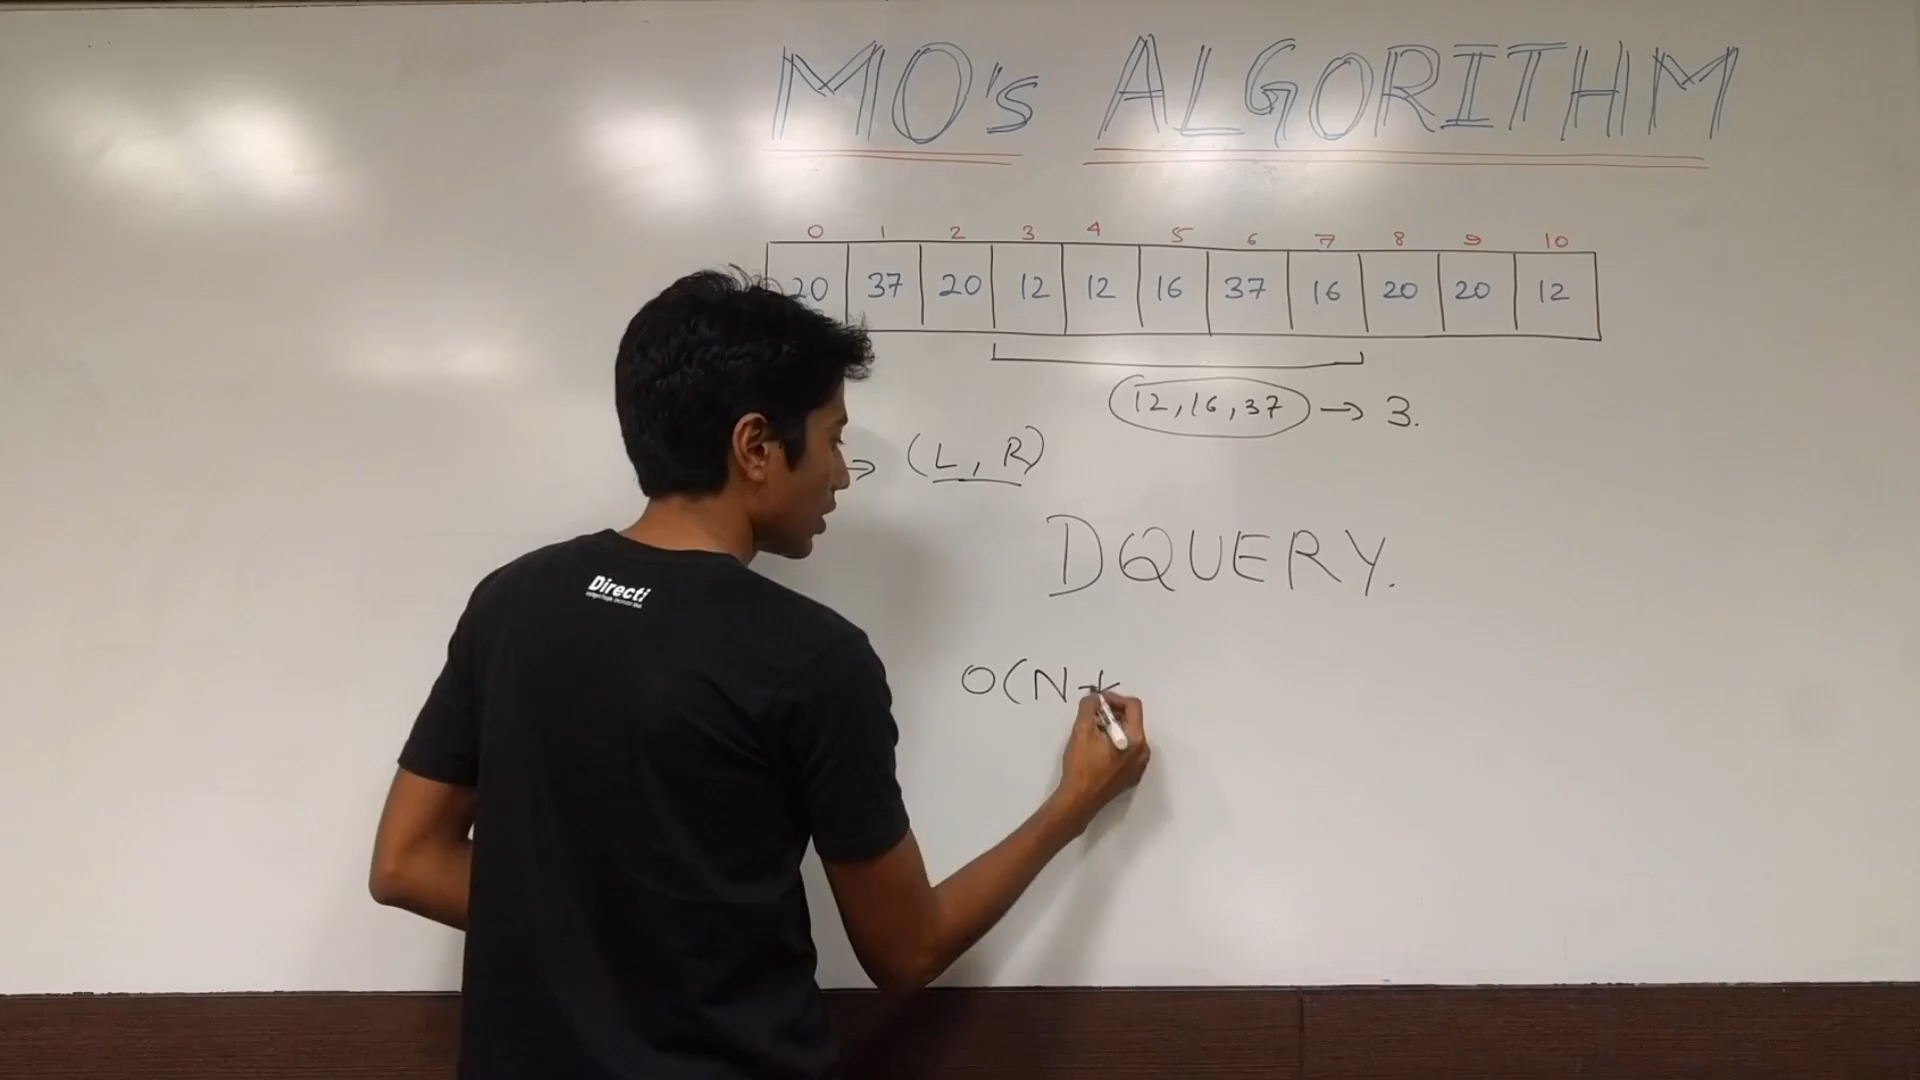 MO's ALGORITHM
0 1 2 3 4 5 6 7 8 9 10
20 37 20 12 12 16 37 16 20 20 12
12, 16, 37 → 3.
→ (L, R)
DQUERY.
O(N+
Directi